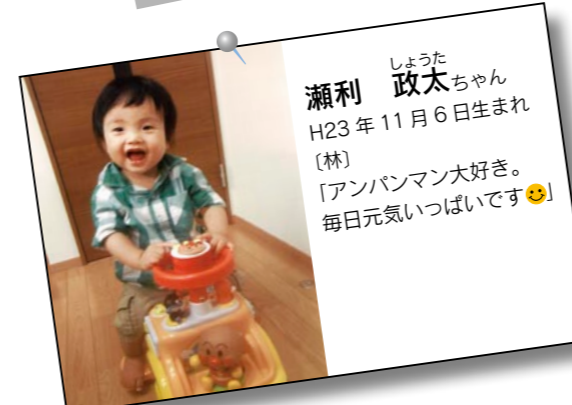 しょうた
瀬利　政太ちゃん
H23年11月6日生まれ
〔林〕
「アンパンマン大好き。
毎日元気いっぱいです😃」